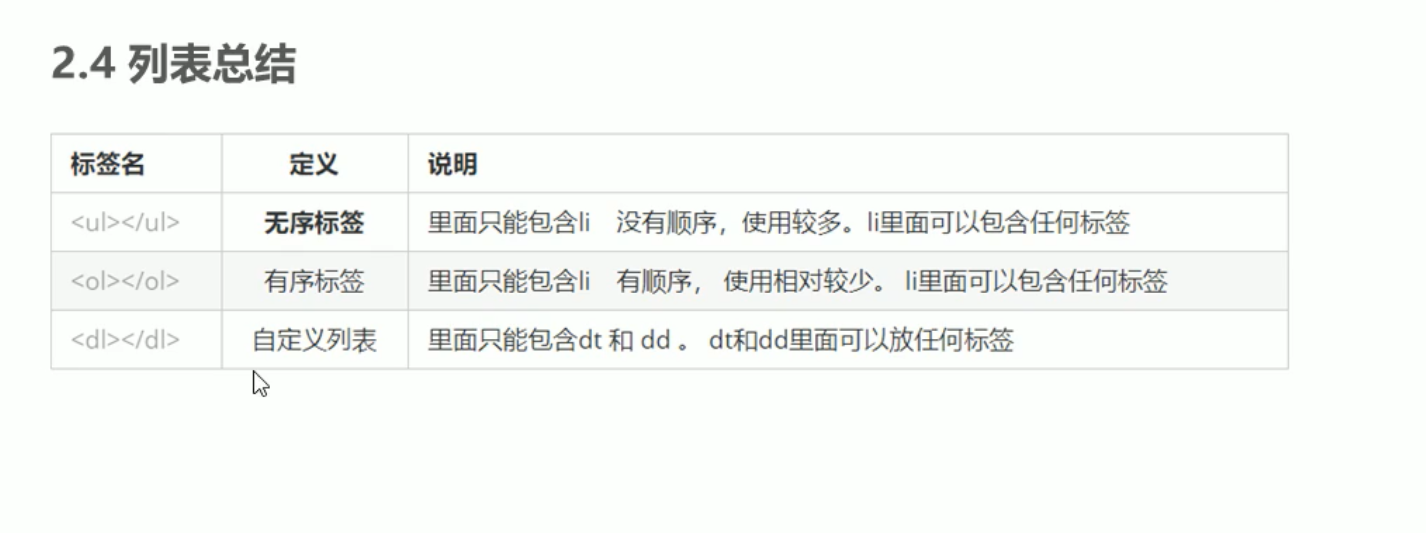 2.4 列表总结
标签名 定义 说明
<ul></ul> 无序标签 里面只能包含li 没有顺序，使用较多。li里面可以包含任何标签
<ol></ol> 有序标签 里面只能包含li 有顺序， 使用相对较少。 li里面可以包含任何标签
<dl></dl> 自定义列表 里面只能包含dt 和 dd 。 dt和dd里面可以放任何标签